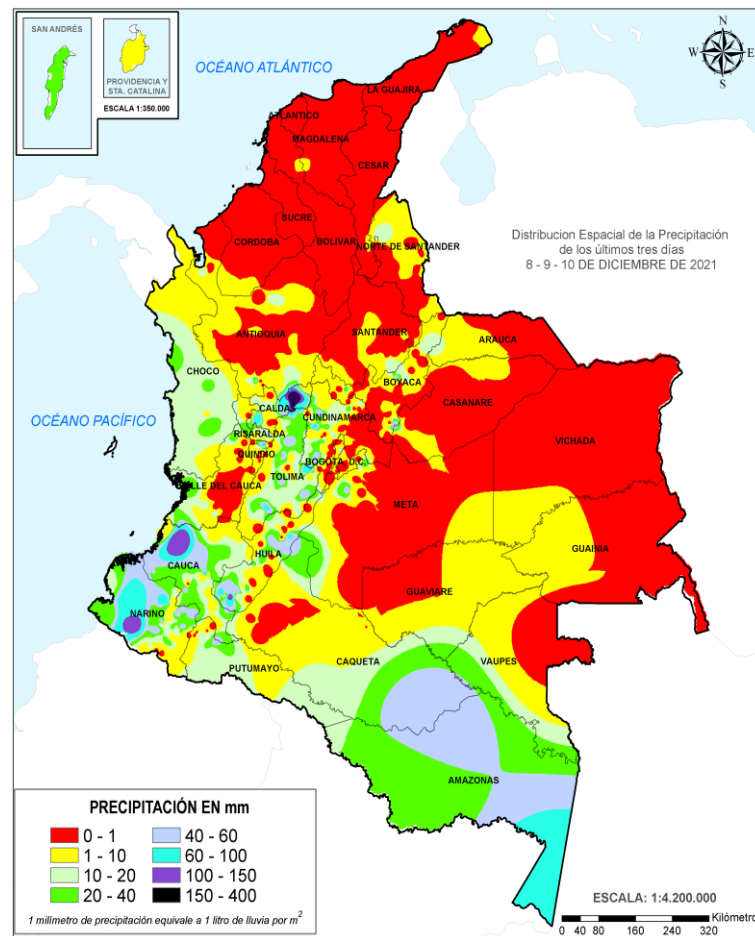 SAN ANDRÉS
PROVIDENCIA Y
STA. CATALINA
ESCALA 1:350.000
OCÉANO ATLÁNTICO
N
W
E
S
LA GUAJIRA
ATLANTICO
MAGDALENA
CESAR
SUCRE
CORDOBA
BOLIVAR
NORTE DE SANTANDER
Distribucion Espacial de la Precipitación
de los últimos tres días
8 - 9 - 10 DE DICIEMBRE DE 2021
ANTIOQUIA
SANTANDER
ARAUCA
CHOCO
BOYACA
CALDAS
CUNDINAMARCA
CASANARE
OCÉANO PACÍFICO
RISARALDA
QUINDIO
BOGOTA D.C.
VICHADA
TOLIMA
VALLE DEL CAUCA
META
HUILA
GUAINIA
CAUCA
GUAVIARE
NARINO
PUTUMAYO
CAQUETA
VAUPES
AMAZONAS
PRECIPITACIÓN EN mm
0 - 1
40 - 60
1 - 10
60 - 100
10 - 20
100 - 150
20 - 40
150 - 400
1 milímetro de precipitación equivale a 1 litro de lluvia por m²
ESCALA: 1:4.200.000
Kilómetro
0 40 80 160 240 320